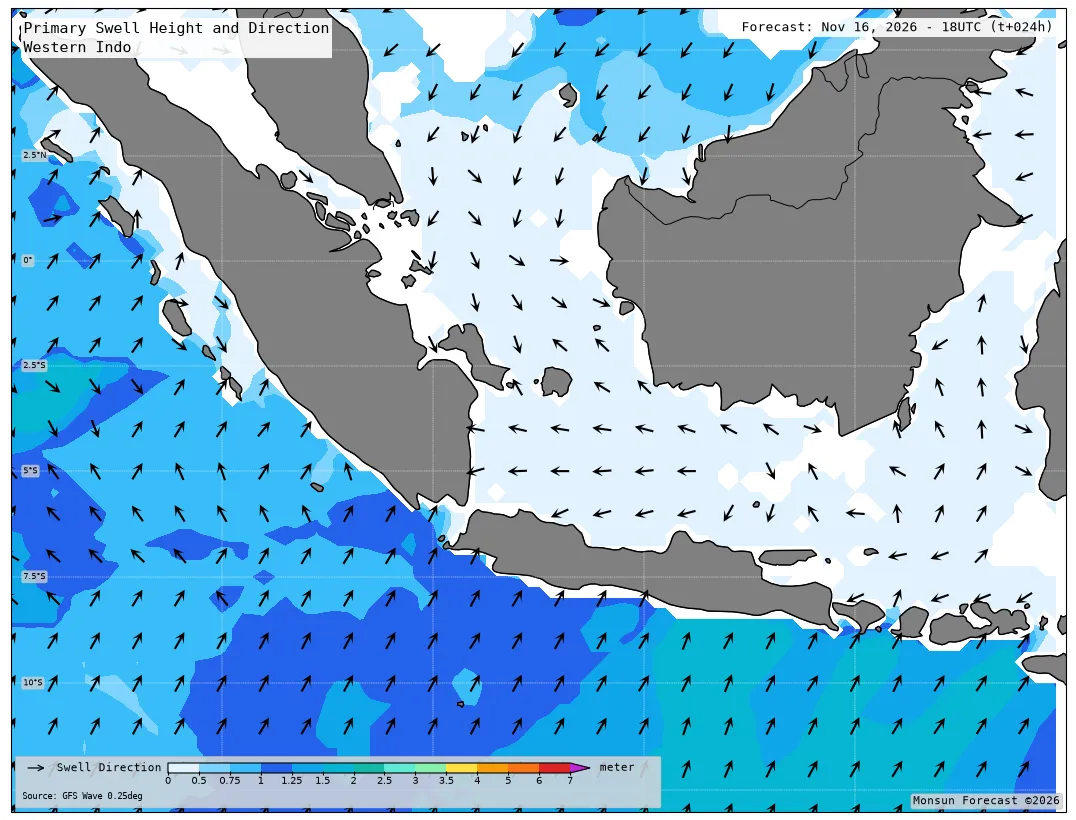 Primary Swell Height and Direction
Western Indo
Forecast: Nov 16, 2026 - 18UTC (t+024h)
2.5°N
0°
2.5°S
5°S
7.5°S
10°S
Swell Direction
0 0.5 0.75 1 1.25 1.5 2 2.5 3 3.5 4 5 6 7
meter
Source: GFS Wave 0.25deg
Monsun Forecast ©2026